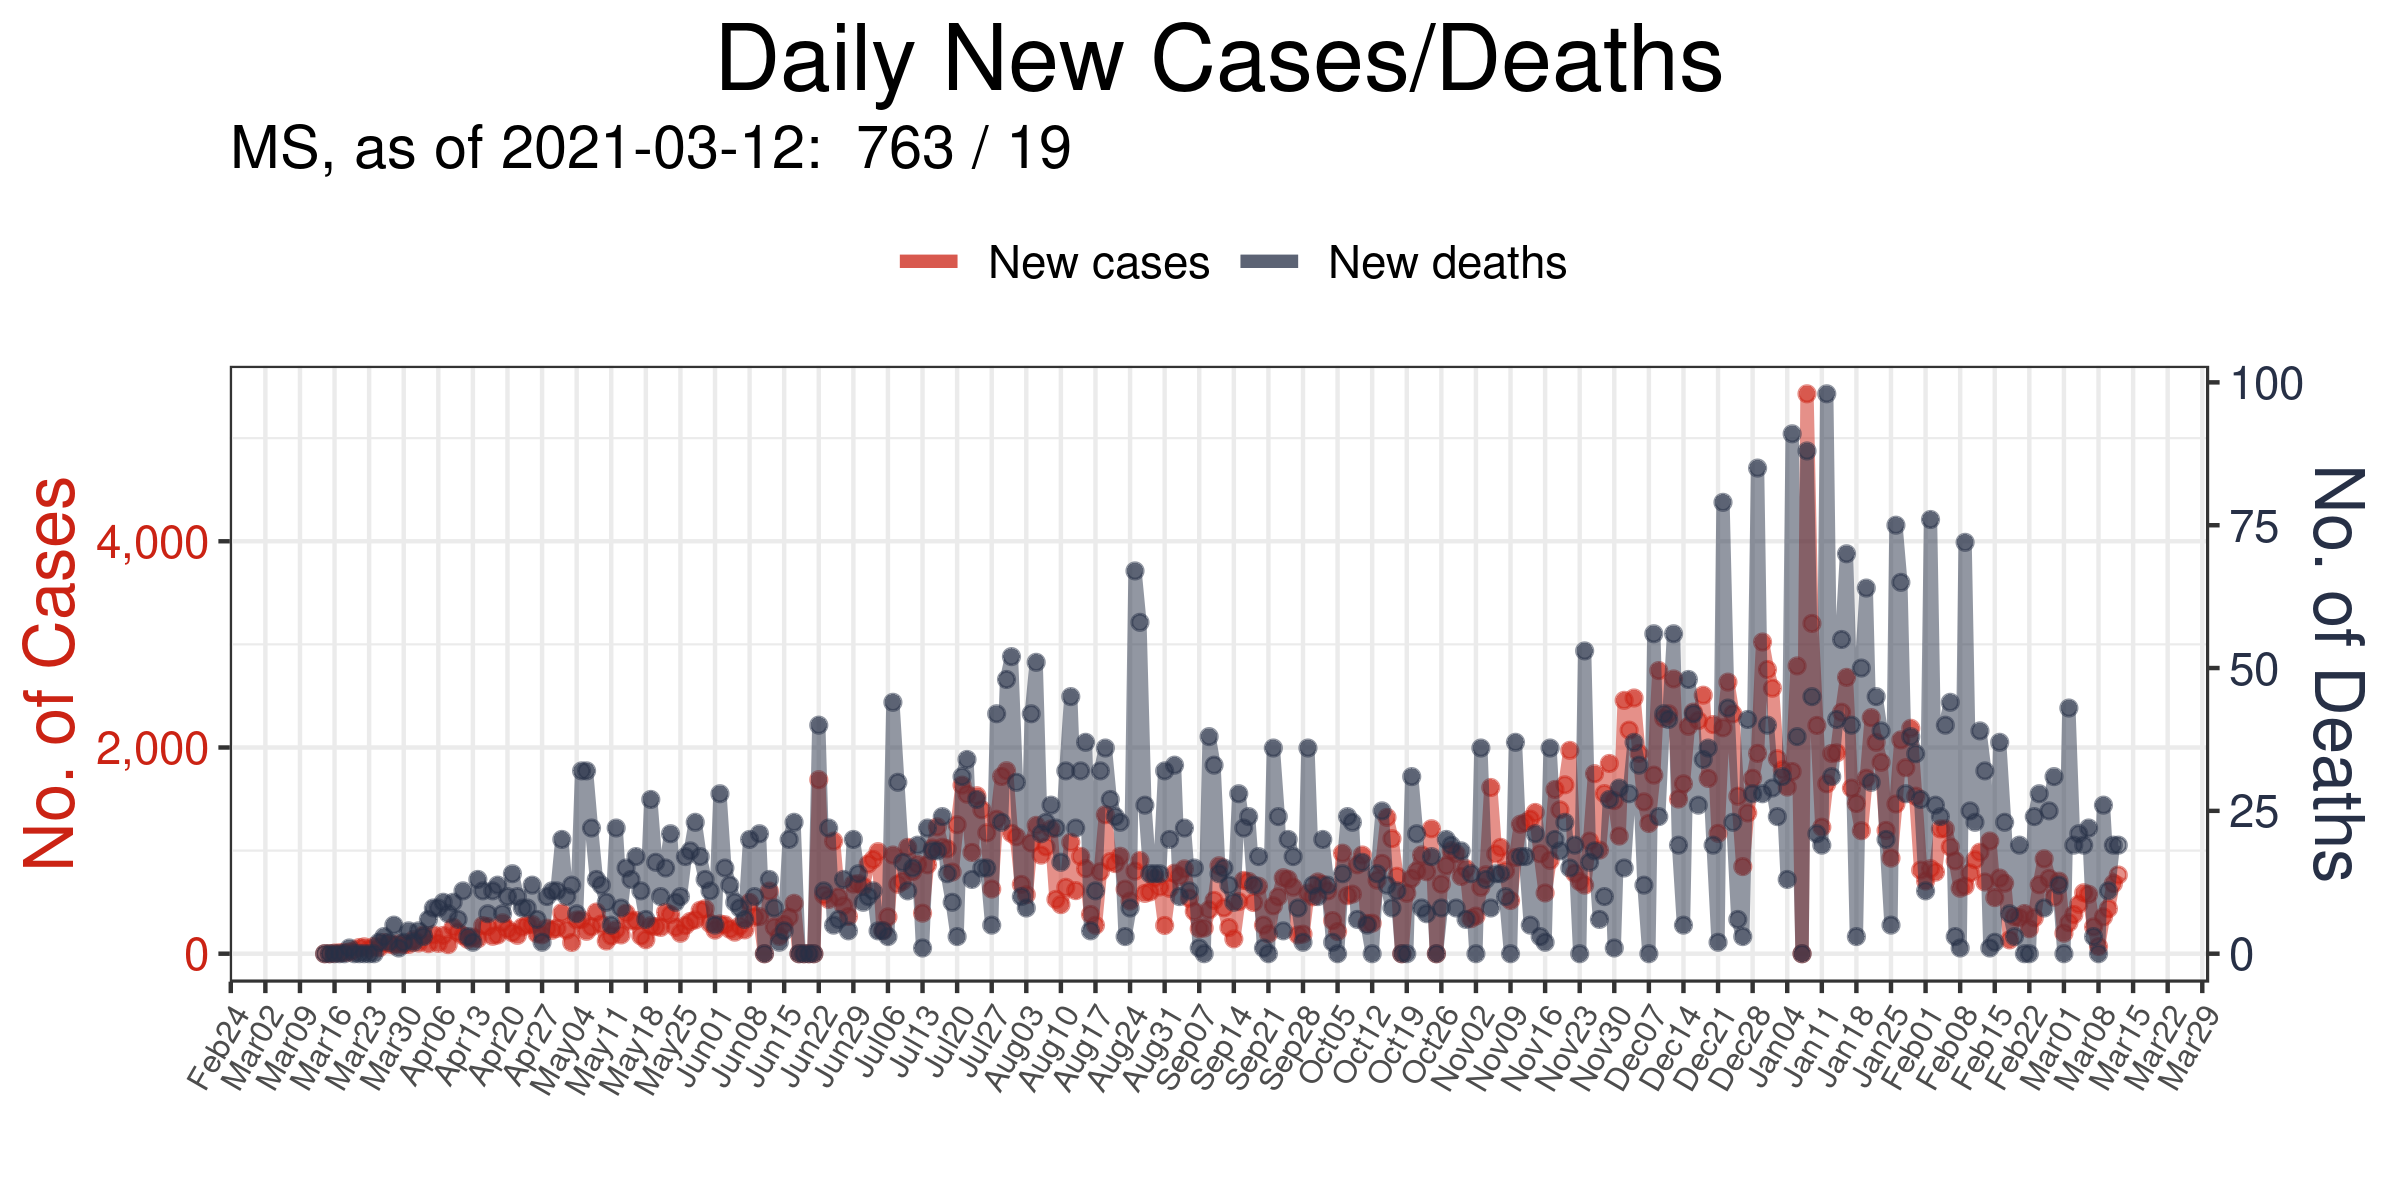 Daily New Cases/Deaths
MS, as of 2021-03-12:  763 / 19
New cases
New deaths
No. of Cases
4,000
2,000
0
No. of Deaths
100
75
50
25
0
Feb24
Mar02
Mar09
Mar16
Mar23
Mar30
Apr06
Apr13
Apr20
Apr27
May04
May11
May18
May25
Jun01
Jun08
Jun15
Jun22
Jun29
Jul06
Jul13
Jul20
Jul27
Aug03
Aug10
Aug17
Aug24
Aug31
Sep07
Sep14
Sep21
Sep28
Oct05
Oct12
Oct19
Oct26
Nov02
Nov09
Nov16
Nov23
Nov30
Dec07
Dec14
Dec21
Dec28
Jan04
Jan11
Jan18
Jan25
Feb01
Feb08
Feb15
Feb22
Mar01
Mar08
Mar15
Mar22
Mar29